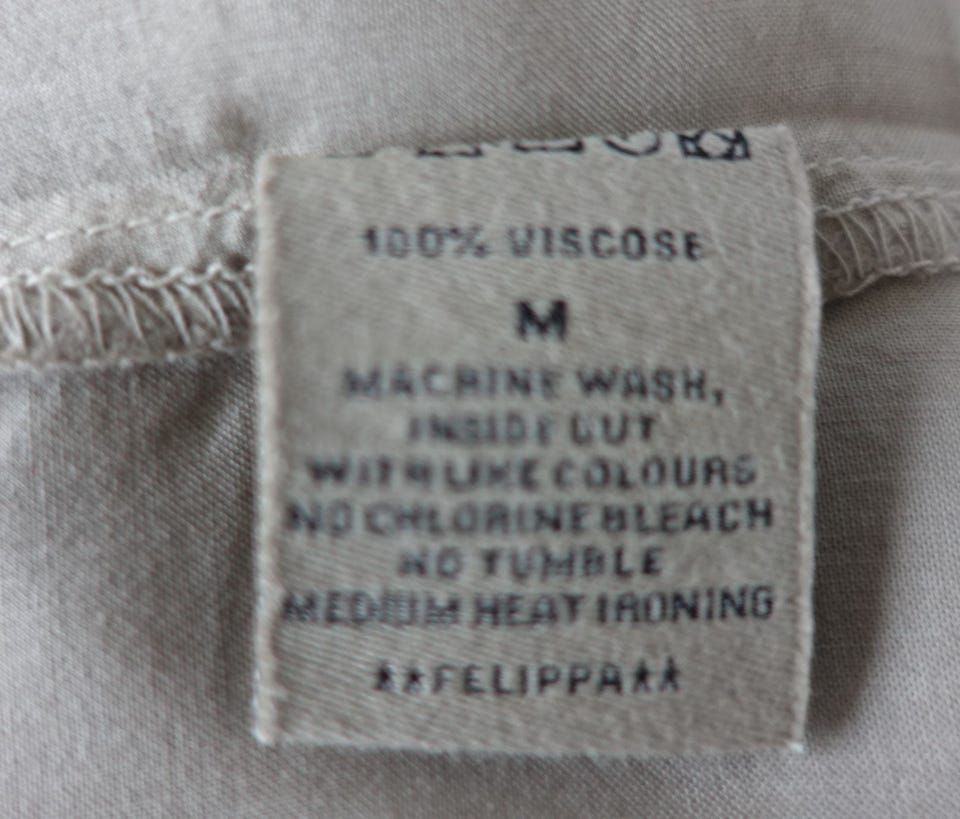 100% VISCOSE
M
MACHINE WASH,
INSIDE OUT
WITH LIKE COLOURS
NO CHLORINE BLEACH
NO TUMBLE
MEDIUM HEAT IRONING
**FELIPPA**